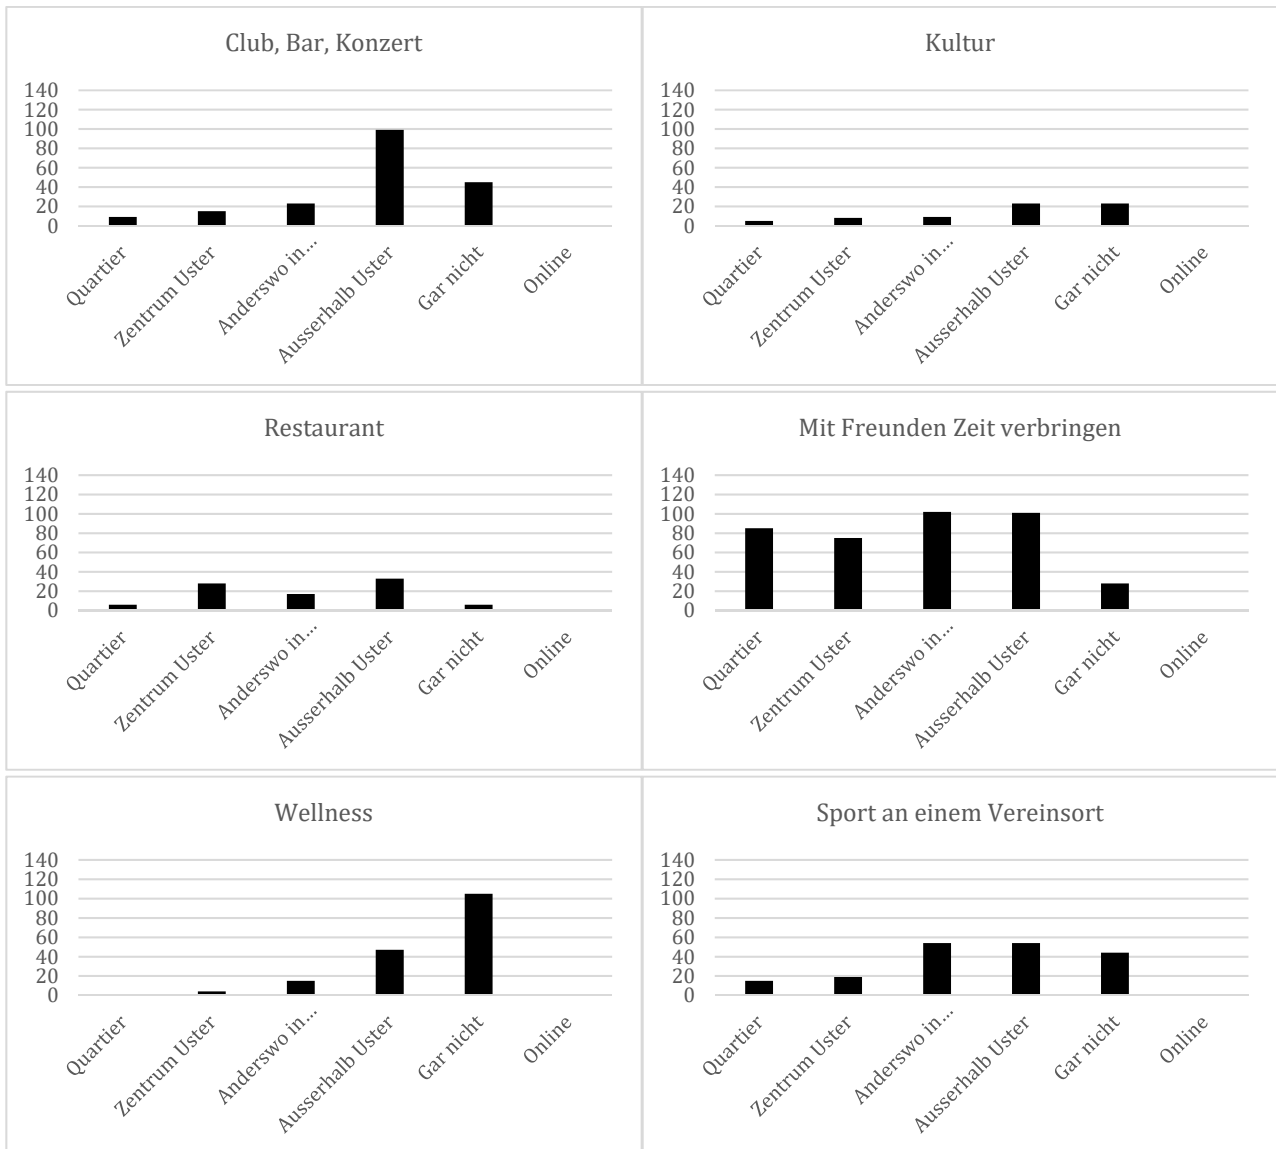 Club, Bar, Konzert
140
120
100
80
60
40
20
0
Quartier
Zentrum Uster
Anderswo in...
Ausserhalb Uster
Gar nicht
Online
Kultur
140
120
100
80
60
40
20
0
Quartier
Zentrum Uster
Anderswo in...
Ausserhalb Uster
Gar nicht
Online
Restaurant
140
120
100
80
60
40
20
0
Quartier
Zentrum Uster
Anderswo in...
Ausserhalb Uster
Gar nicht
Online
Mit Freunden Zeit verbringen
140
120
100
80
60
40
20
0
Quartier
Zentrum Uster
Anderswo in...
Ausserhalb Uster
Gar nicht
Online
Wellness
140
120
100
80
60
40
20
0
Quartier
Zentrum Uster
Anderswo in...
Ausserhalb Uster
Gar nicht
Online
Sport an einem Vereinsort
140
120
100
80
60
40
20
0
Quartier
Zentrum Uster
Anderswo in...
Ausserhalb Uster
Gar nicht
Online